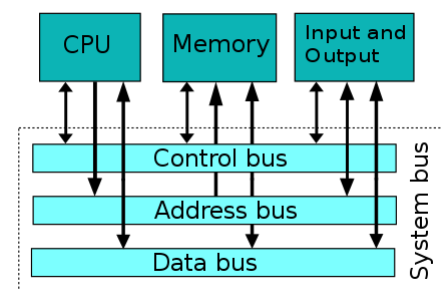 CPU
Memory
Input and
Output
Control bus
Address bus
Data bus
System bus